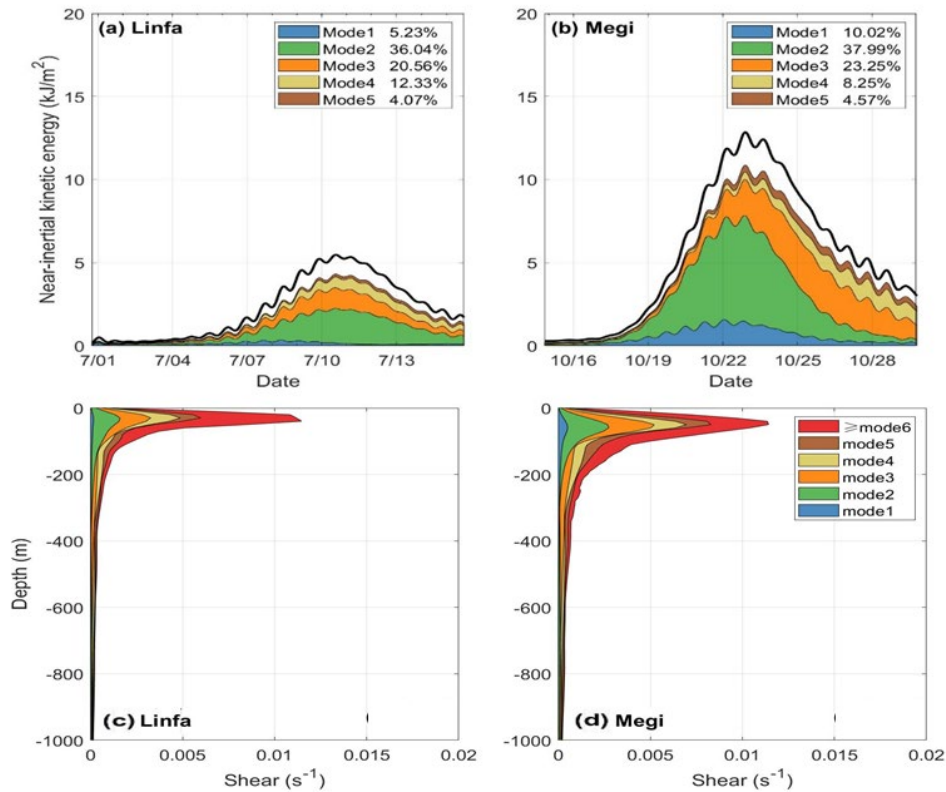 (a) Linfa
Mode1 5.23%
Mode2 36.04%
Mode3 20.56%
Mode4 12.33%
Mode5 4.07%
Near-inertial kinetic energy (kJ/m²)
20
15
10
5
0
7/01 7/04 7/07 7/10 7/13
Date
(b) Megi
Mode1 10.02%
Mode2 37.99%
Mode3 23.25%
Mode4 8.25%
Mode5 4.57%
20
15
10
5
0
10/16 10/19 10/22 10/25 10/28
Date
(c) Linfa
Depth (m)
0
-200
-400
-600
-800
-1000
0 0.005 0.01 0.015 0.02
Shear (s⁻¹)
(d) Megi
⩾mode6
mode5
mode4
mode3
mode2
mode1
0
-200
-400
-600
-800
-1000
0 0.005 0.01 0.015 0.02
Shear (s⁻¹)